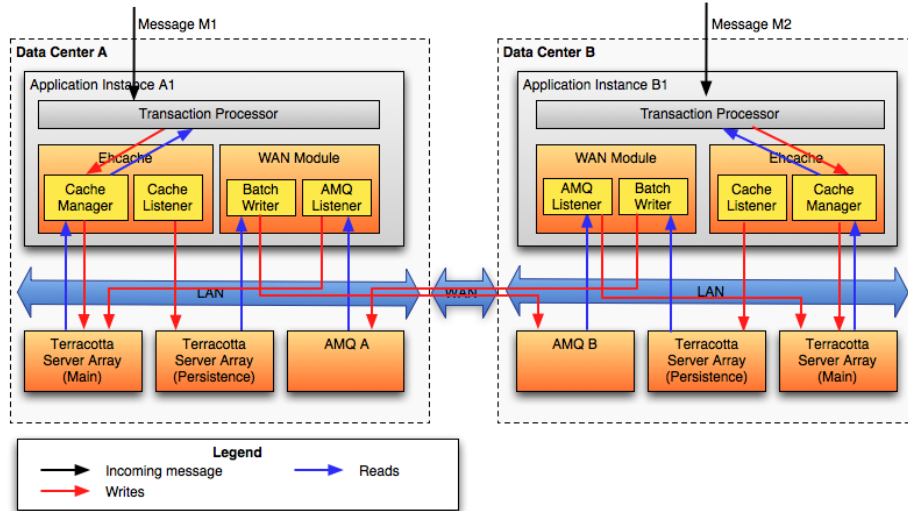 Message M1
Message M2
Data Center A
Application Instance A1
Transaction Processor
Ehcache
WAN Module
Cache
Manager
Cache
Listener
Batch
Writer
AMQ
Listener
LAN
Terracotta
Server Array
(Main)
Terracotta
Server Array
(Persistence)
AMQ A
WAN
Data Center B
Application Instance B1
Transaction Processor
WAN Module
Ehcache
AMQ
Listener
Batch
Writer
Cache
Listener
Cache
Manager
LAN
AMQ B
Terracotta
Server Array
(Persistence)
Terracotta
Server Array
(Main)
Legend
Incoming message
Reads
Writes